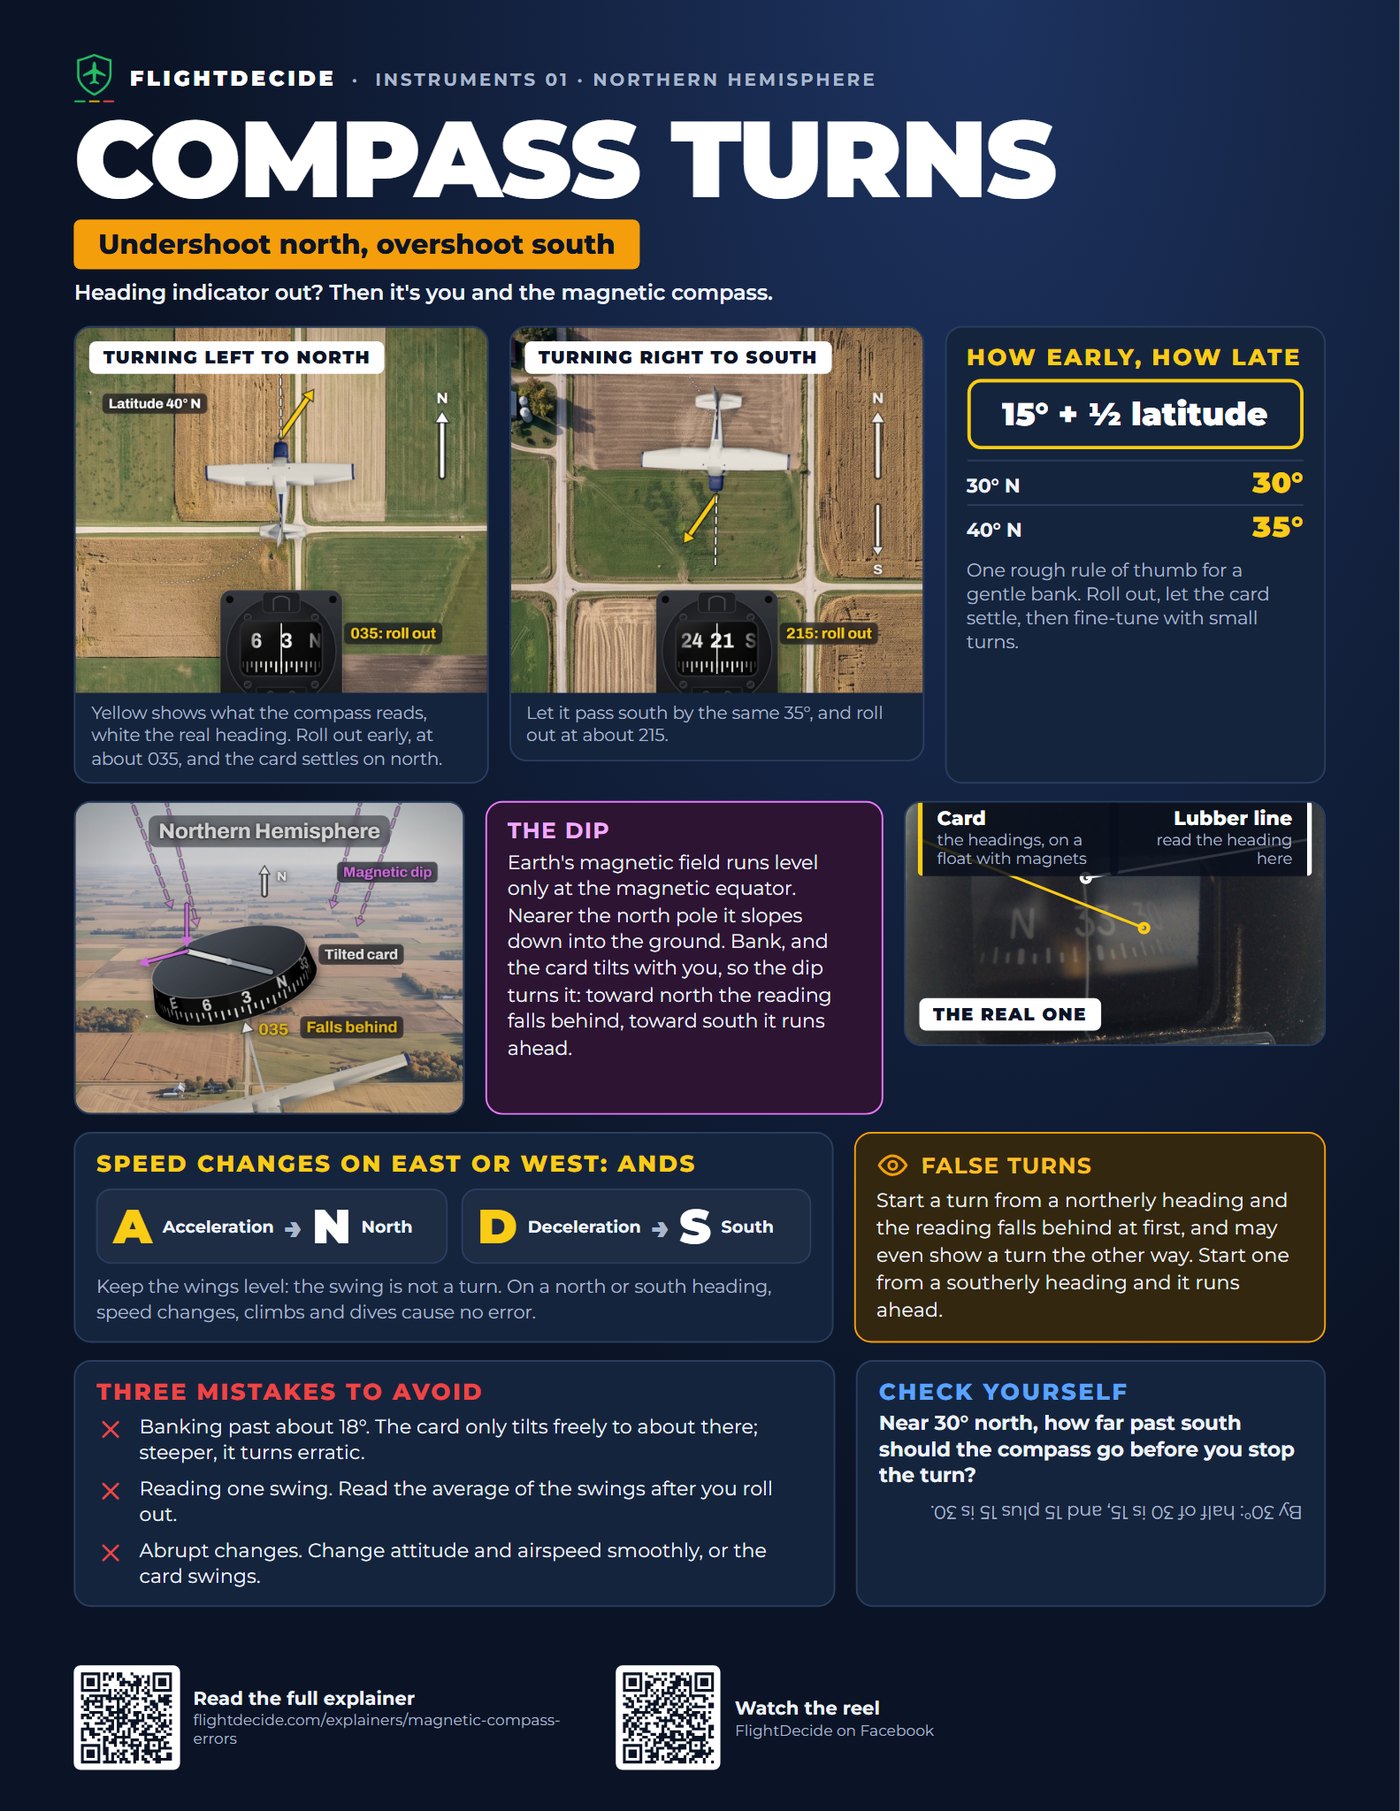 FLIGHTDECIDE · INSTRUMENTS 01 · NORTHERN HEMISPHERE
COMPASS TURNS
Undershoot north, overshoot south
Heading indicator out? Then it's you and the magnetic compass.
TURNING LEFT TO NORTH
Latitude 40° N
N
6 3 N
035: roll out
Yellow shows what the compass reads,
white the real heading. Roll out early, at
about 035, and the card settles on north.
TURNING RIGHT TO SOUTH
N
S
24 21 S
215: roll out
Let it pass south by the same 35°, and roll
out at about 215.
HOW EARLY, HOW LATE
15° + ½ latitude
30° N 30°
40° N 35°
One rough rule of thumb for a
gentle bank. Roll out, let the card
settle, then fine-tune with small
turns.
Northern Hemisphere
N
Magnetic dip
Tilted card
E 6 3 N 33
035 Falls behind
THE DIP
Earth's magnetic field runs level
only at the magnetic equator.
Nearer the north pole it slopes
down into the ground. Bank, and
the card tilts with you, so the dip
turns it: toward north the reading
falls behind, toward south it runs
ahead.
Card
the headings, on a
float with magnets
Lubber line
read the heading
here
N 33 30
THE REAL ONE
SPEED CHANGES ON EAST OR WEST: ANDS
A Acceleration → N North
D Deceleration → S South
Keep the wings level: the swing is not a turn. On a north or south heading,
speed changes, climbs and dives cause no error.
FALSE TURNS
Start a turn from a northerly heading and
the reading falls behind at first, and may
even show a turn the other way. Start one
from a southerly heading and it runs
ahead.
THREE MISTAKES TO AVOID
Banking past about 18°. The card only tilts freely to about there;
steeper, it turns erratic.
Reading one swing. Read the average of the swings after you roll
out.
Abrupt changes. Change attitude and airspeed smoothly, or the
card swings.
CHECK YOURSELF
Near 30° north, how far past south
should the compass go before you stop
the turn?
By 30°: half of 30 is 15, and 15 plus 15 is 30.
Read the full explainer
flightdecide.com/explainers/magnetic-compass-
errors
Watch the reel
FlightDecide on Facebook